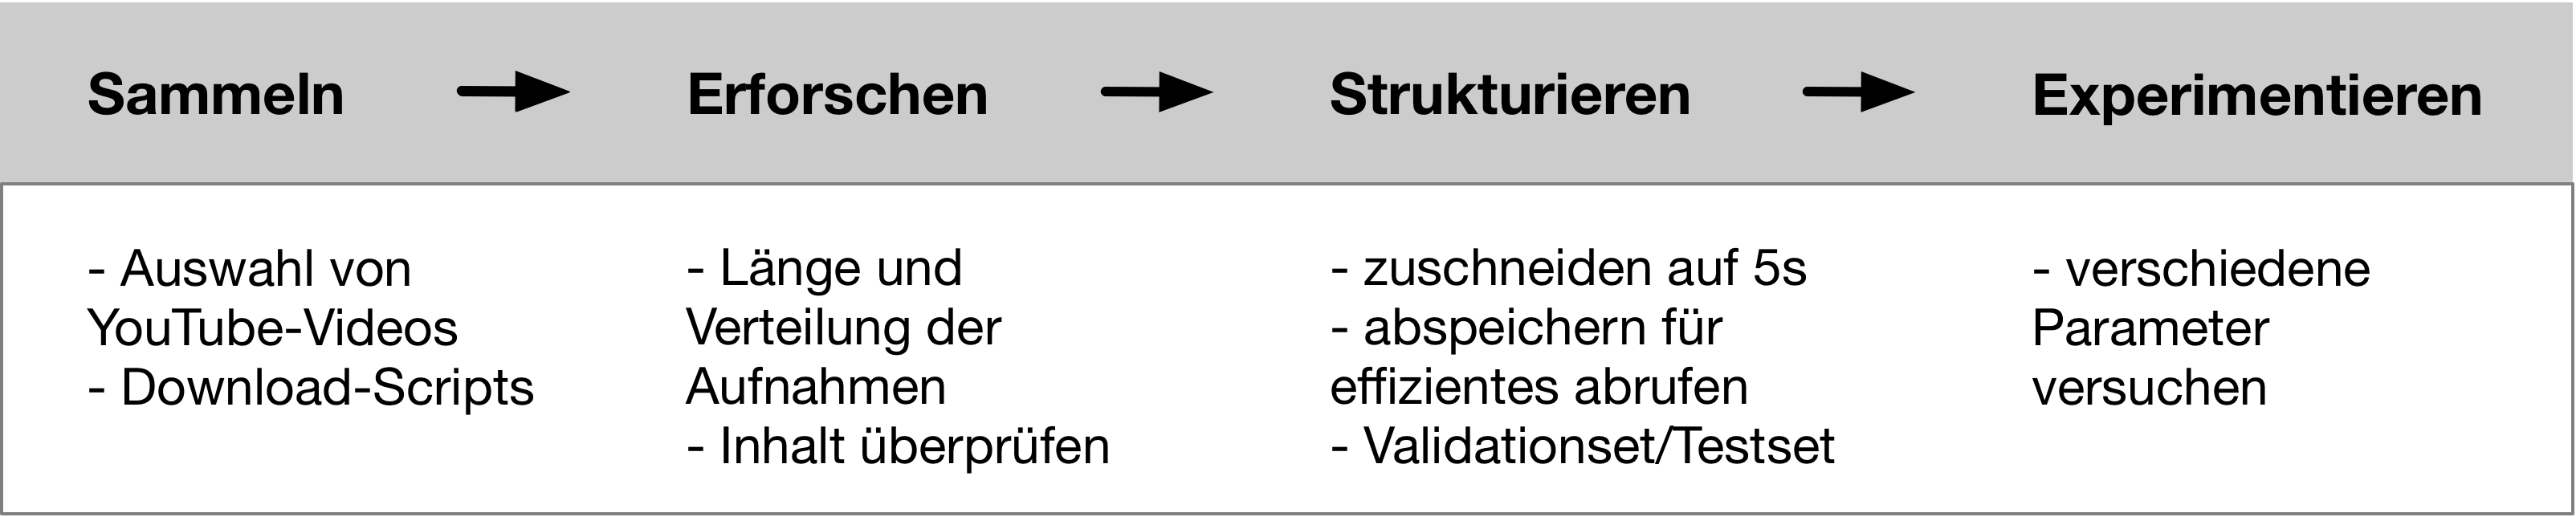 Sammeln
Erforschen
Strukturieren
Experimentieren
- Auswahl von
YouTube-Videos
- Download-Scripts
- Länge und
Verteilung der
Aufnahmen
- Inhalt überprüfen
- zuschneiden auf 5s
- abspeichern für
effizientes abrufen
- Validationset/Testset
- verschiedene
Parameter
versuchen